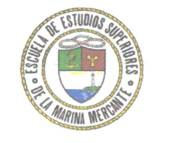 ESCUELA DE ESTUDIOS SUPERIORES
DE LA MARINA MERCANTE